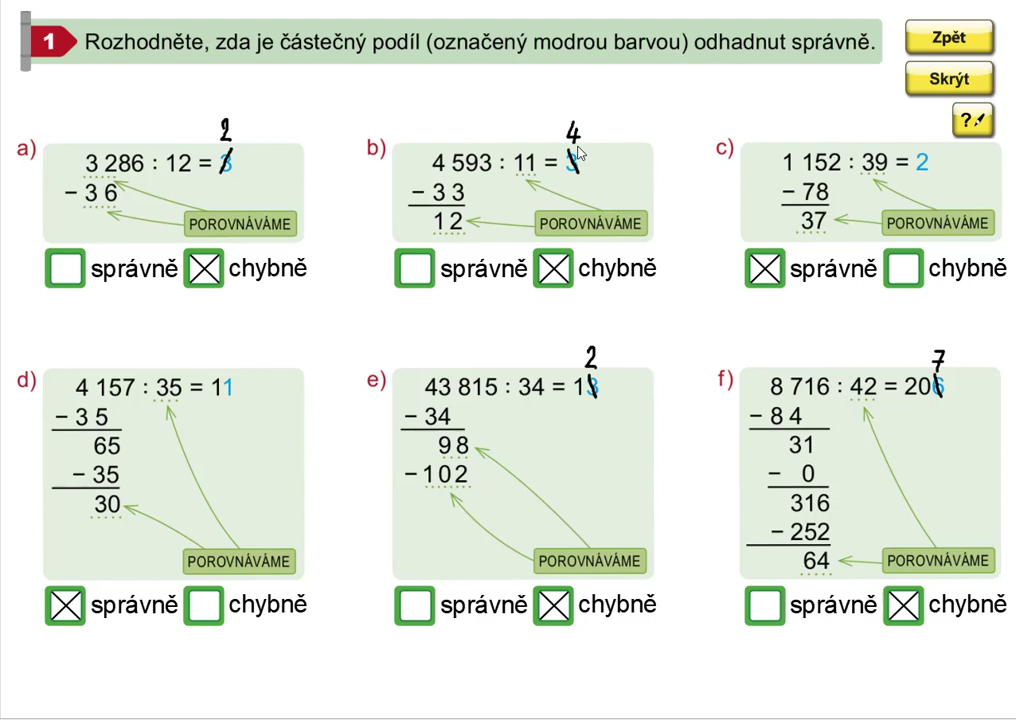 1 Rozhodněte, zda je částečný podíl (označený modrou barvou) odhadnut správně.
Zpět
Skrýt
?
a)
2
3 286 : 12 = 3
− 3 6
POROVNÁVÁME
správně chybně
b)
4
4 593 : 11 = 3
− 3 3
1 2
POROVNÁVÁME
správně chybně
c)
1 152 : 39 = 2
− 78
37
POROVNÁVÁME
správně chybně
d)
4 157 : 35 = 11
− 3 5
65
− 35
30
POROVNÁVÁME
správně chybně
e)
2
43 815 : 34 = 13
− 34
9 8
− 1 0 2
POROVNÁVÁME
správně chybně
f)
7
8 716 : 42 = 206
− 8 4
31
− 0
316
− 252
64
POROVNÁVÁME
správně chybně